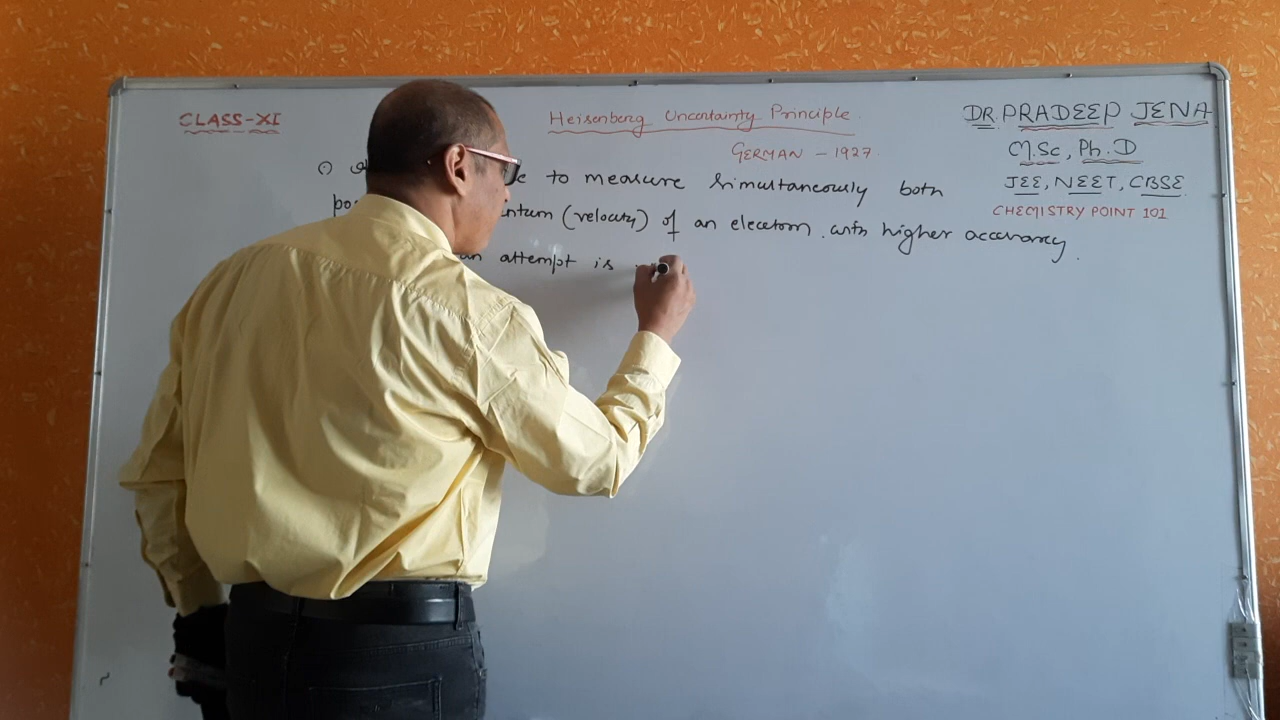 CLASS-XI
Heisenberg Uncertainty Principle
GERMAN - 1927
DR PRADEEP JENA
M.Sc, Ph.D
JEE, NEET, CBSE
CHEMISTRY POINT 101
to measure simultaneously both
(velocity) of an electron with higher accuracy.
an attempt is